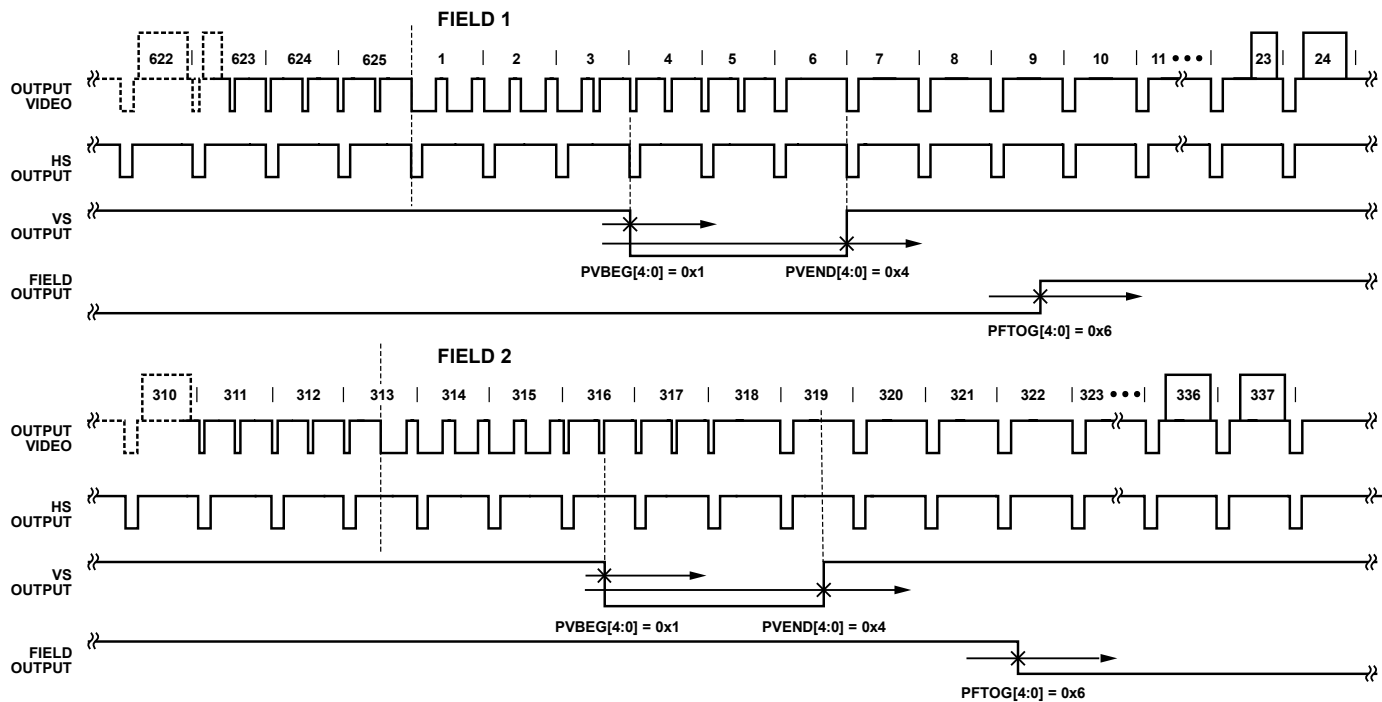 FIELD 1
622 623 624 625 1 2 3 4 5 6 7 8 9 10 11 ••• 23 24
OUTPUT
VIDEO
HS
OUTPUT
VS
OUTPUT
PVBEG[4:0] = 0x1 PVEND[4:0] = 0x4
FIELD
OUTPUT
PFTOG[4:0] = 0x6
FIELD 2
310 311 312 313 314 315 316 317 318 319 320 321 322 323 ••• 336 337
OUTPUT
VIDEO
HS
OUTPUT
VS
OUTPUT
PVBEG[4:0] = 0x1 PVEND[4:0] = 0x4
FIELD
OUTPUT
PFTOG[4:0] = 0x6